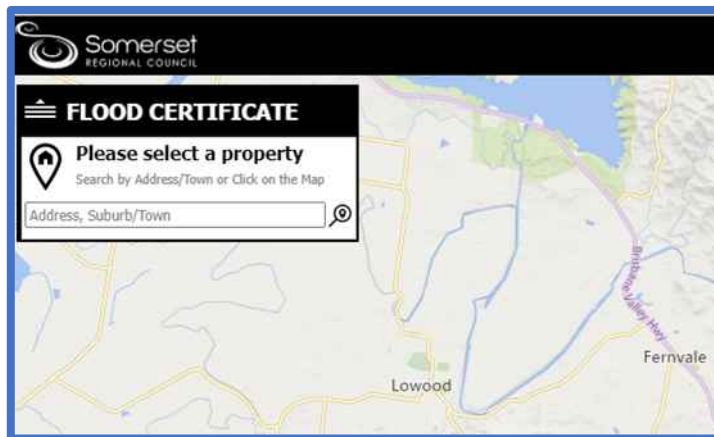 Somerset
REGIONAL COUNCIL
FLOOD CERTIFICATE
Please select a property
Search by Address/Town or Click on the Map
Address, Suburb/Town
Brisbane Valley Hwy
Fernvale
Lowood